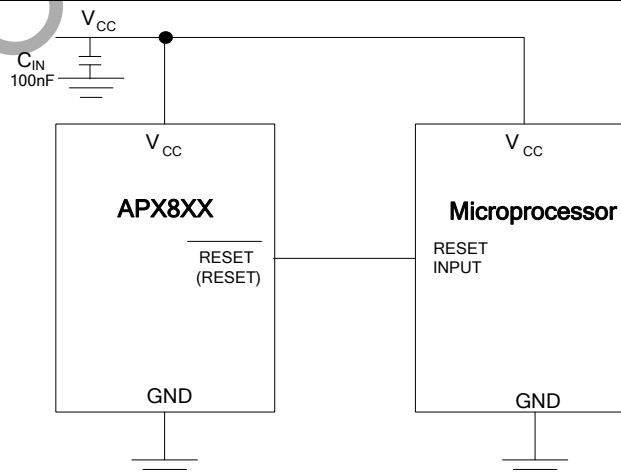 VCC
CIN
100nF
VCC
VCC
APX8XX
Microprocessor
RESET
(RESET)
RESET
INPUT
GND
GND